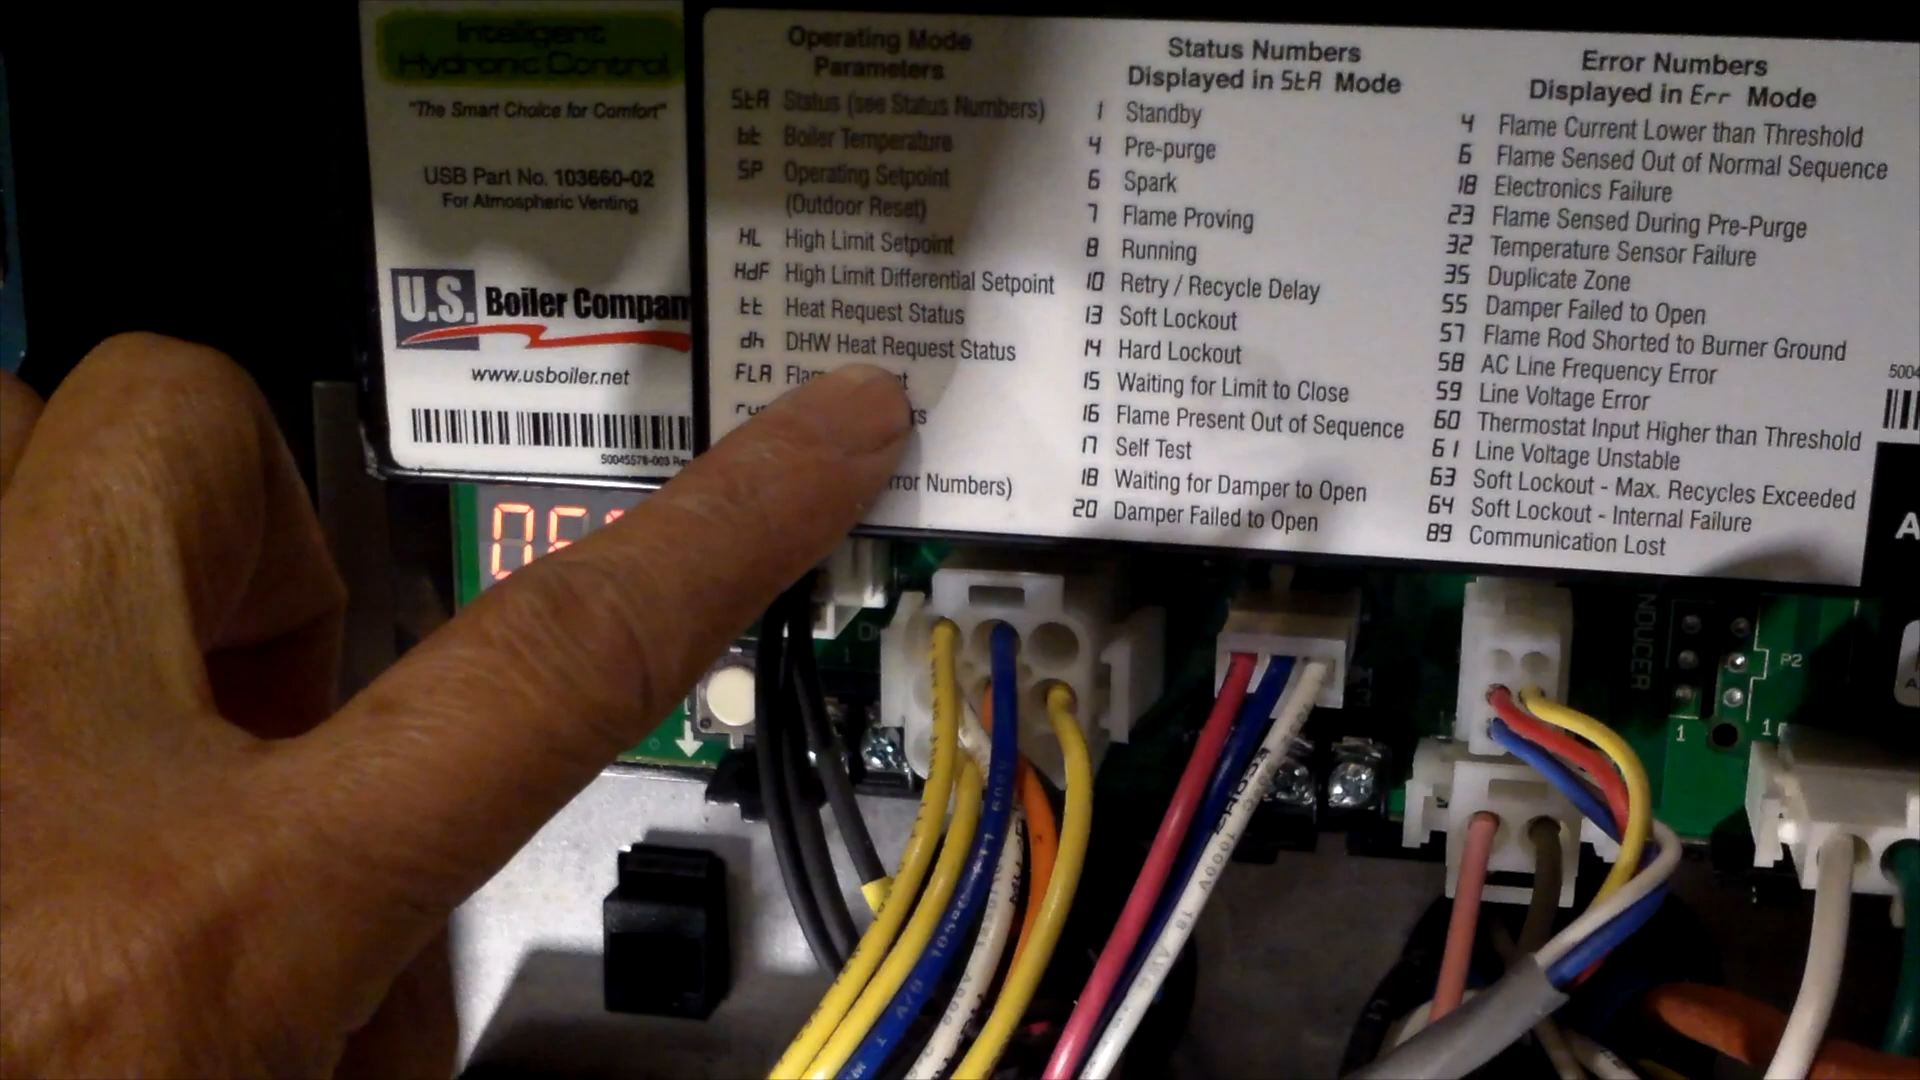 Intelligent
Hydronic Control
"The Smart Choice for Comfort"
USB Part No. 103660-02
For Atmospheric Venting
U.S. Boiler Compan
www.usboiler.net
50045578-003 Re
Operating Mode
Parameters
StA Status (see Status Numbers)
bt Boiler Temperature
SP Operating Setpoint
(Outdoor Reset)
HL High Limit Setpoint
HdF High Limit Differential Setpoint
tt Heat Request Status
dh DHW Heat Request Status
FLA Fla t
rs
rror Numbers)
Status Numbers
Displayed in StA Mode
1 Standby
4 Pre-purge
6 Spark
7 Flame Proving
8 Running
10 Retry / Recycle Delay
13 Soft Lockout
14 Hard Lockout
15 Waiting for Limit to Close
16 Flame Present Out of Sequence
17 Self Test
18 Waiting for Damper to Open
20 Damper Failed to Open
Error Numbers
Displayed in Err Mode
4 Flame Current Lower than Threshold
6 Flame Sensed Out of Normal Sequence
18 Electronics Failure
23 Flame Sensed During Pre-Purge
32 Temperature Sensor Failure
35 Duplicate Zone
55 Damper Failed to Open
57 Flame Rod Shorted to Burner Ground
58 AC Line Frequency Error
59 Line Voltage Error
60 Thermostat Input Higher than Threshold
61 Line Voltage Unstable
63 Soft Lockout - Max. Recycles Exceeded
64 Soft Lockout - Internal Failure
89 Communication Lost
5004
A
NDUCER
P2
1
1